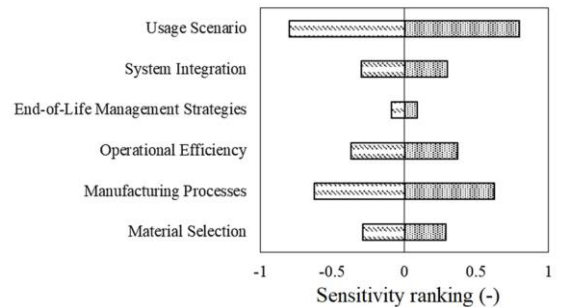 Usage Scenario
System Integration
End-of-Life Management Strategies
Operational Efficiency
Manufacturing Processes
Material Selection
-1 -0.5 0 0.5 1
Sensitivity ranking (-)